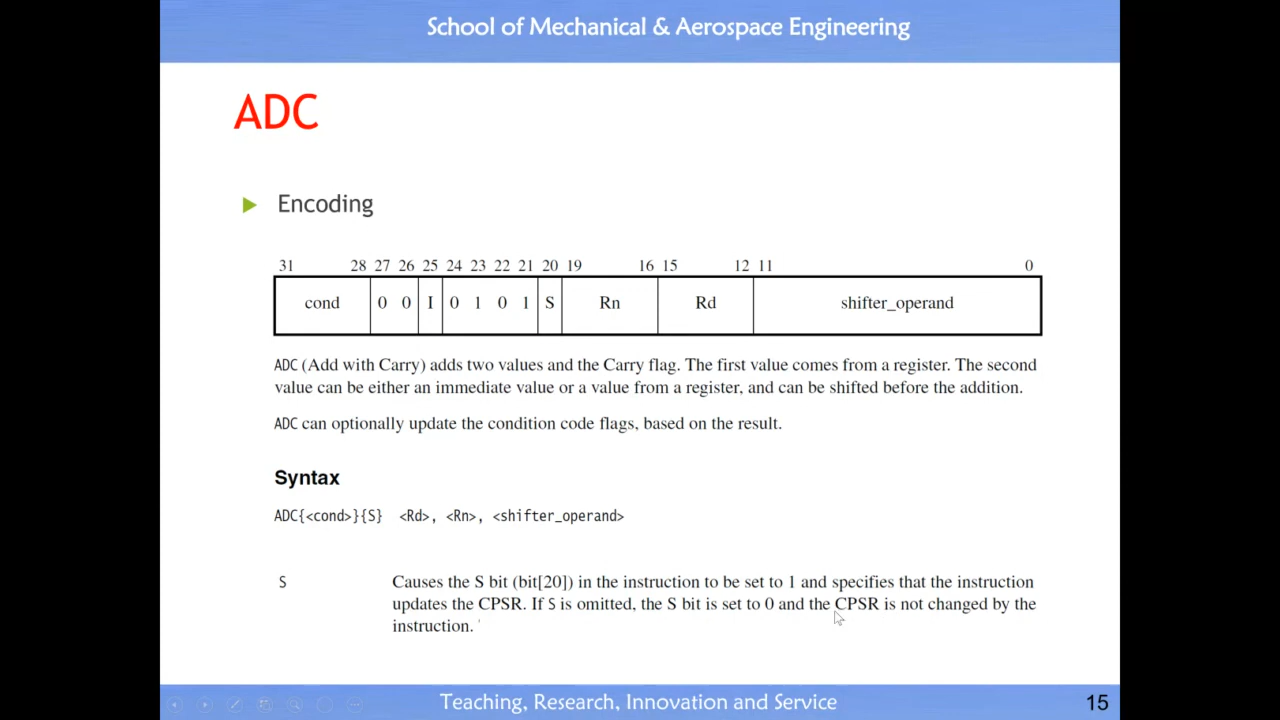 School of Mechanical & Aerospace Engineering
ADC
Encoding
31 28 27 26 25 24 23 22 21 20 19 16 15 12 11 0
cond 0 0 I 0 1 0 1 S Rn Rd shifter_operand
ADC (Add with Carry) adds two values and the Carry flag. The first value comes from a register. The second
value can be either an immediate value or a value from a register, and can be shifted before the addition.
ADC can optionally update the condition code flags, based on the result.
Syntax
ADC{<cond>}{S} <Rd>, <Rn>, <shifter_operand>
S Causes the S bit (bit[20]) in the instruction to be set to 1 and specifies that the instruction
updates the CPSR. If S is omitted, the S bit is set to 0 and the CPSR is not changed by the
instruction.
Teaching, Research, Innovation and Service 15